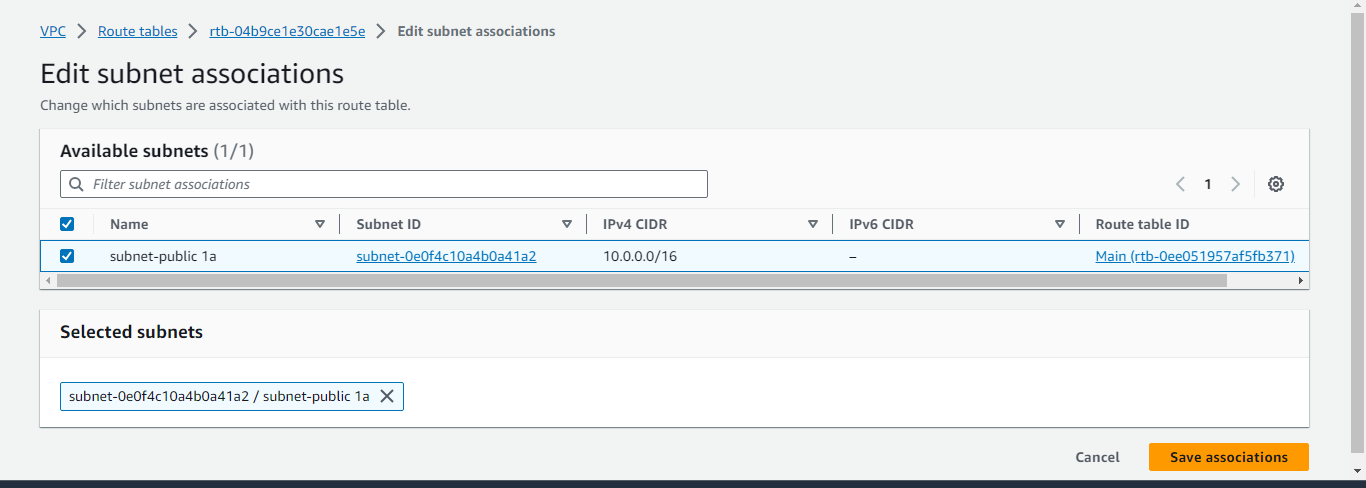 VPC > Route tables > rtb-04b9ce1e30cae1e5e > Edit subnet associations
Edit subnet associations
Change which subnets are associated with this route table.
Available subnets (1/1)
Filter subnet associations
1
Name Subnet ID IPv4 CIDR IPv6 CIDR Route table ID
subnet-public 1a subnet-0e0f4c10a4b0a41a2 10.0.0.0/16 – Main (rtb-0ee051957af5fb371)
Selected subnets
subnet-0e0f4c10a4b0a41a2 / subnet-public 1a
Cancel Save associations